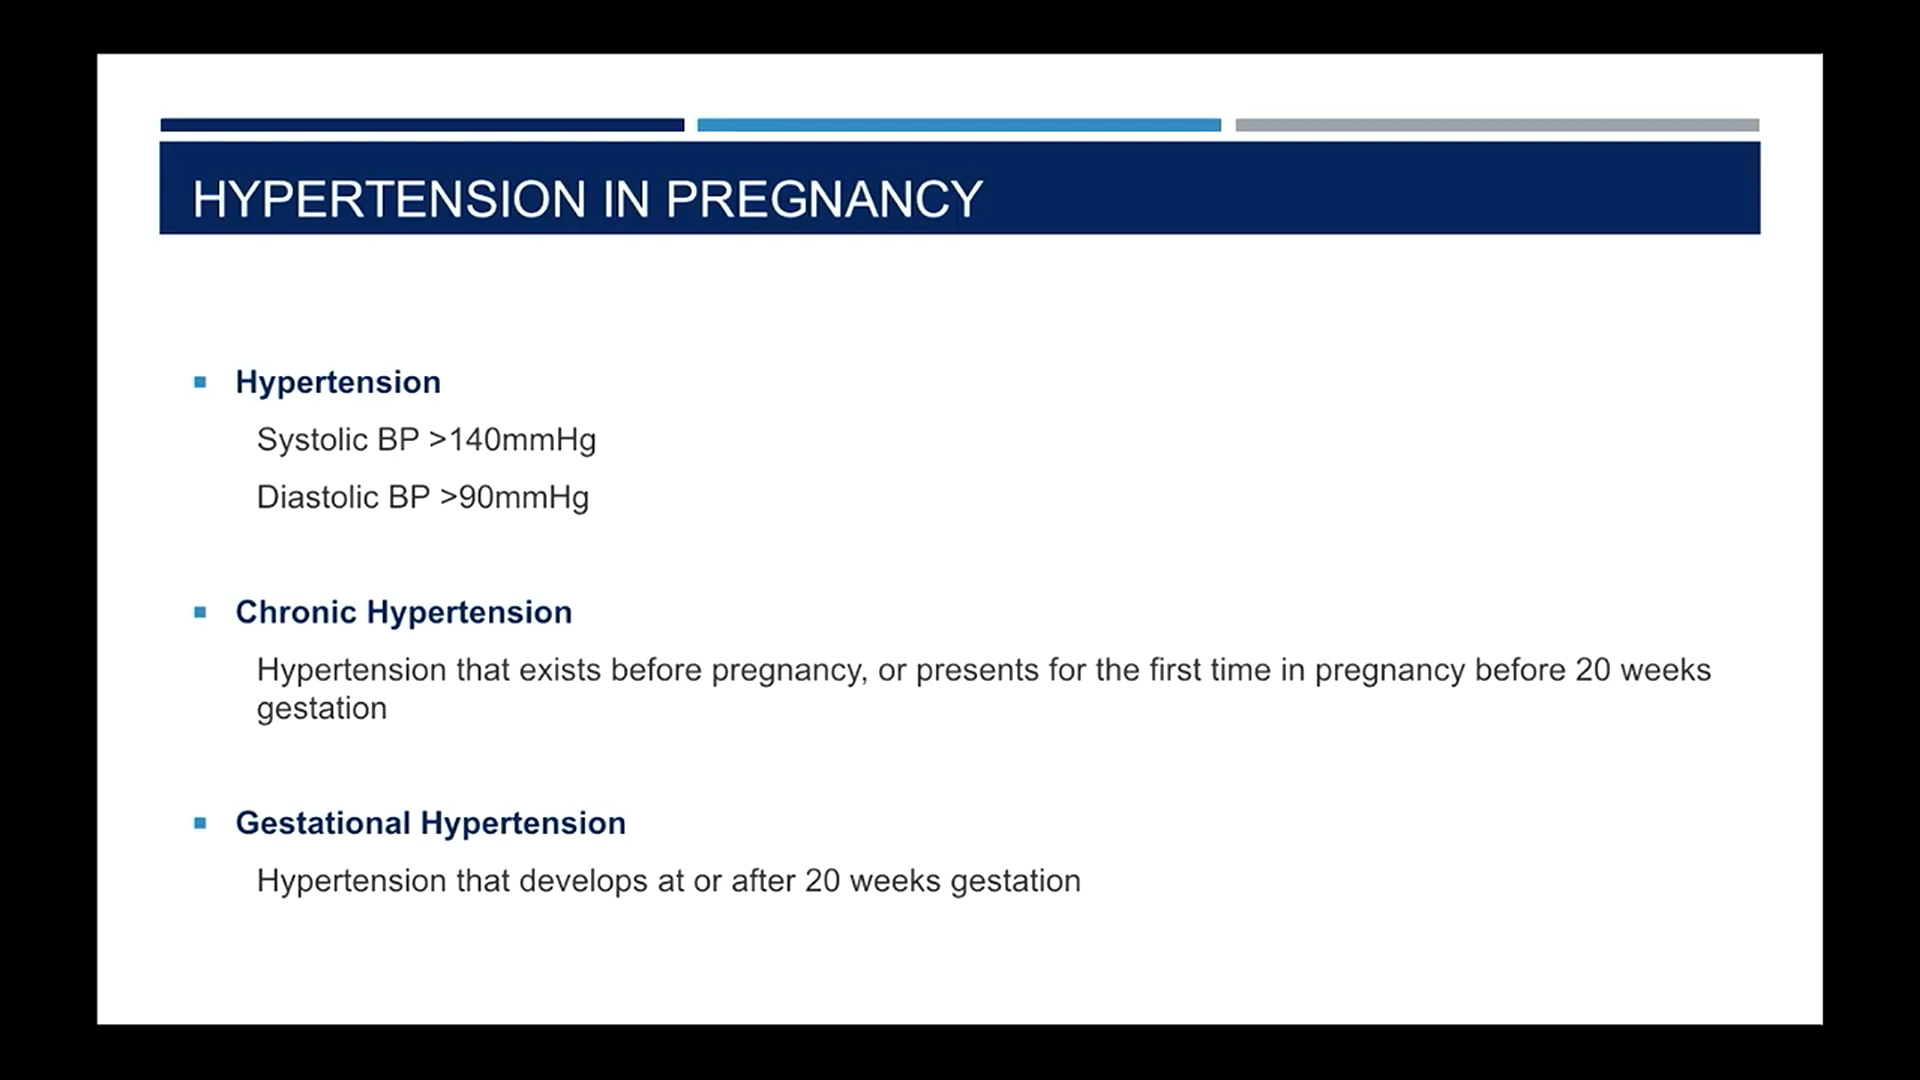 HYPERTENSION IN PREGNANCY
Hypertension
Systolic BP >140mmHg
Diastolic BP >90mmHg
Chronic Hypertension
Hypertension that exists before pregnancy, or presents for the first time in pregnancy before 20 weeks
gestation
Gestational Hypertension
Hypertension that develops at or after 20 weeks gestation